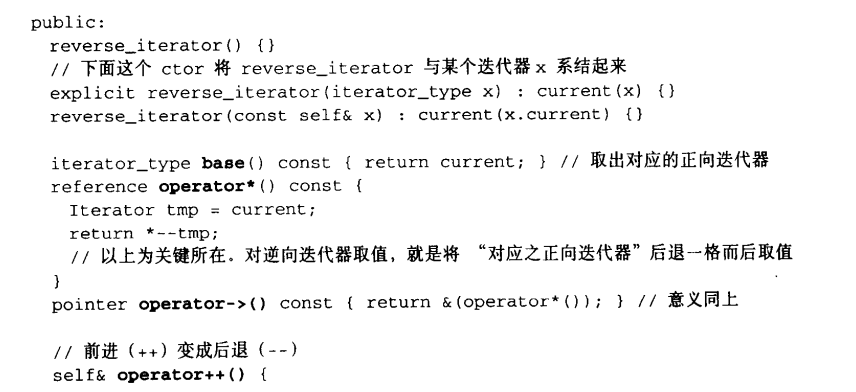 public:
reverse_iterator() {}
// 下面这个 ctor 将 reverse_iterator 与某个迭代器 x 系结起来
explicit reverse_iterator(iterator_type x) : current(x) {}
reverse_iterator(const self& x) : current(x.current) {}
iterator_type base() const { return current; } // 取出对应的正向迭代器
reference operator*() const {
Iterator tmp = current;
return *--tmp;
// 以上为关键所在。对逆向迭代器取值，就是将 “对应之正向迭代器”后退一格而后取值
}
pointer operator->() const { return &(operator*()); } // 意义同上
// 前进（++）变成后退（--）
self& operator++() {